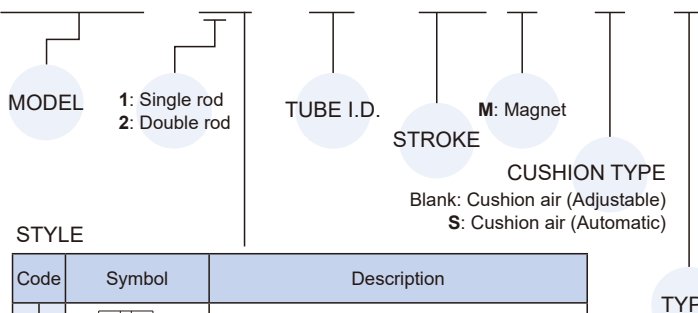 MODEL
1: Single rod
2: Double rod
TUBE I.D.
STROKE
M: Magnet
CUSHION TYPE
Blank: Cushion air (Adjustable)
S: Cushion air (Automatic)
STYLE
Code Symbol Description